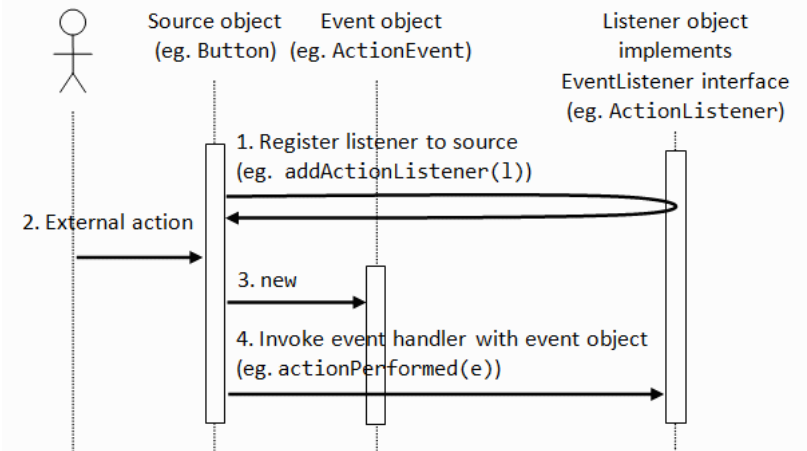 Source object
(eg. Button)
Event object
(eg. ActionEvent)
Listener object
implements
EventListener interface
(eg. ActionListener)
1. Register listener to source
(eg. addActionListener(l))
2. External action
3. new
4. Invoke event handler with event object
(eg. actionPerformed(e))